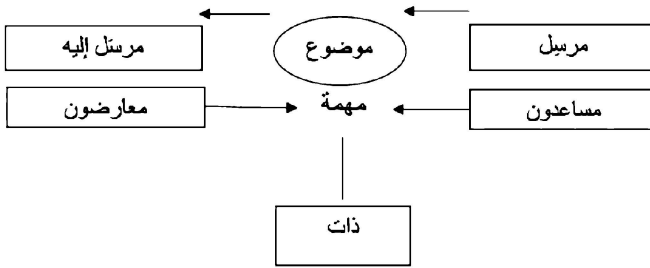 مرسِل
موضوع
مرسَل إليه
مساعدون
مهمة
معارضون
ذات